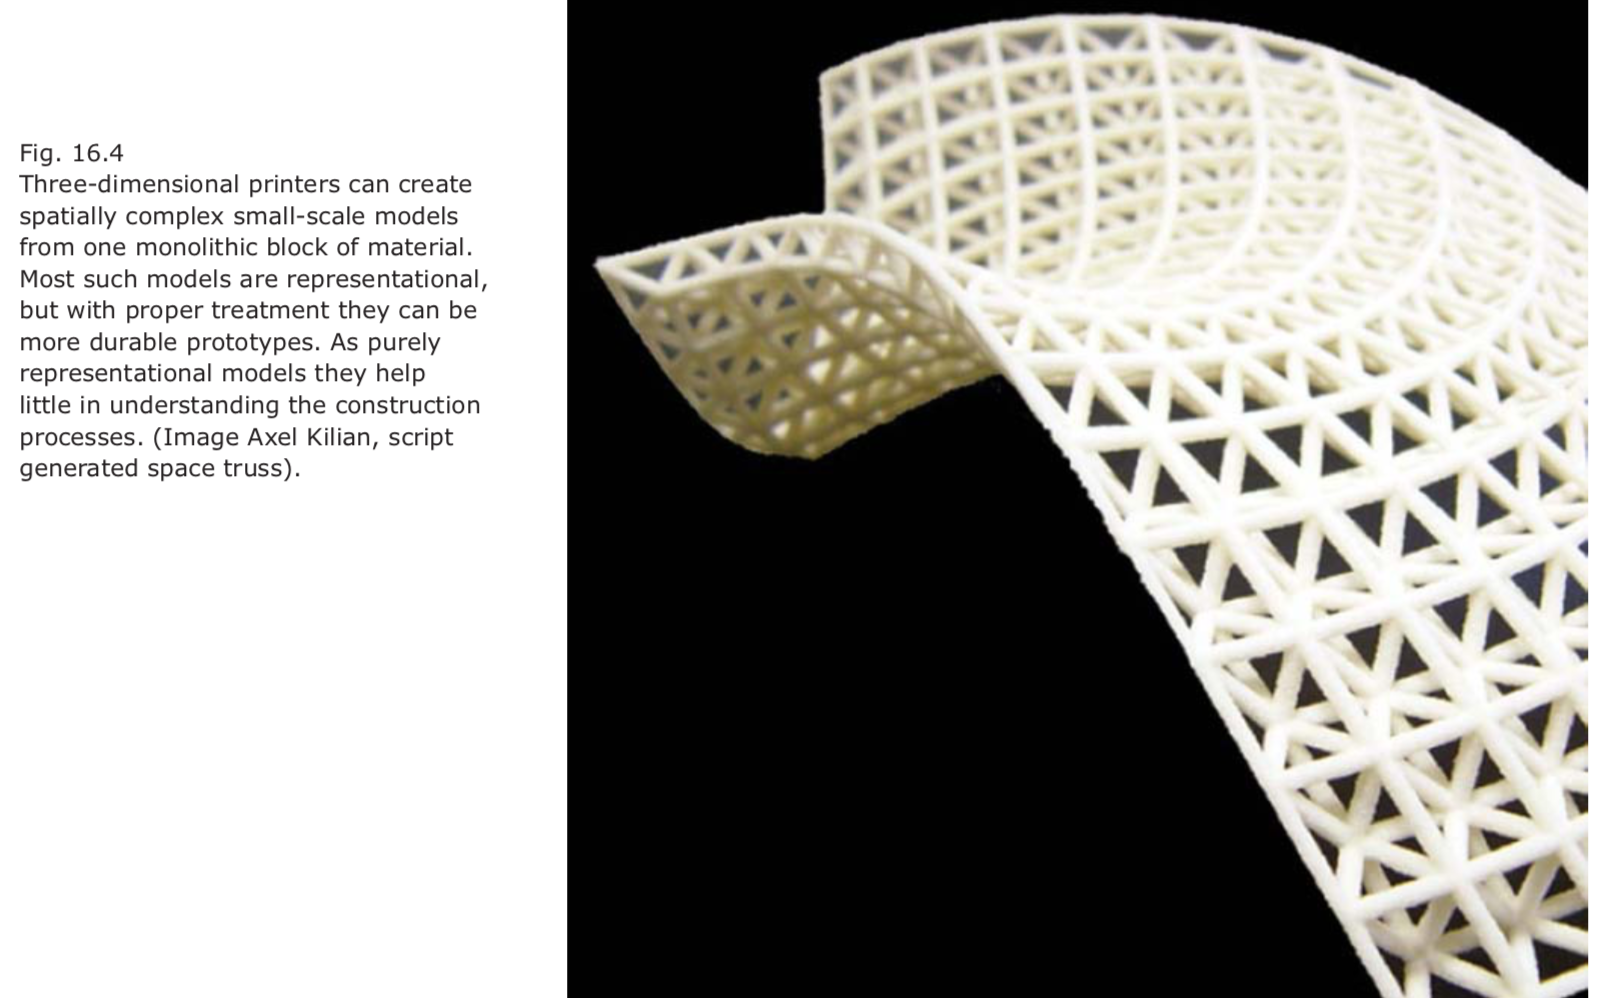 Fig. 16.4
Three-dimensional printers can create
spatially complex small-scale models
from one monolithic block of material.
Most such models are representational,
but with proper treatment they can be
more durable prototypes. As purely
representational models they help
little in understanding the construction
processes. (Image Axel Kilian, script
generated space truss).